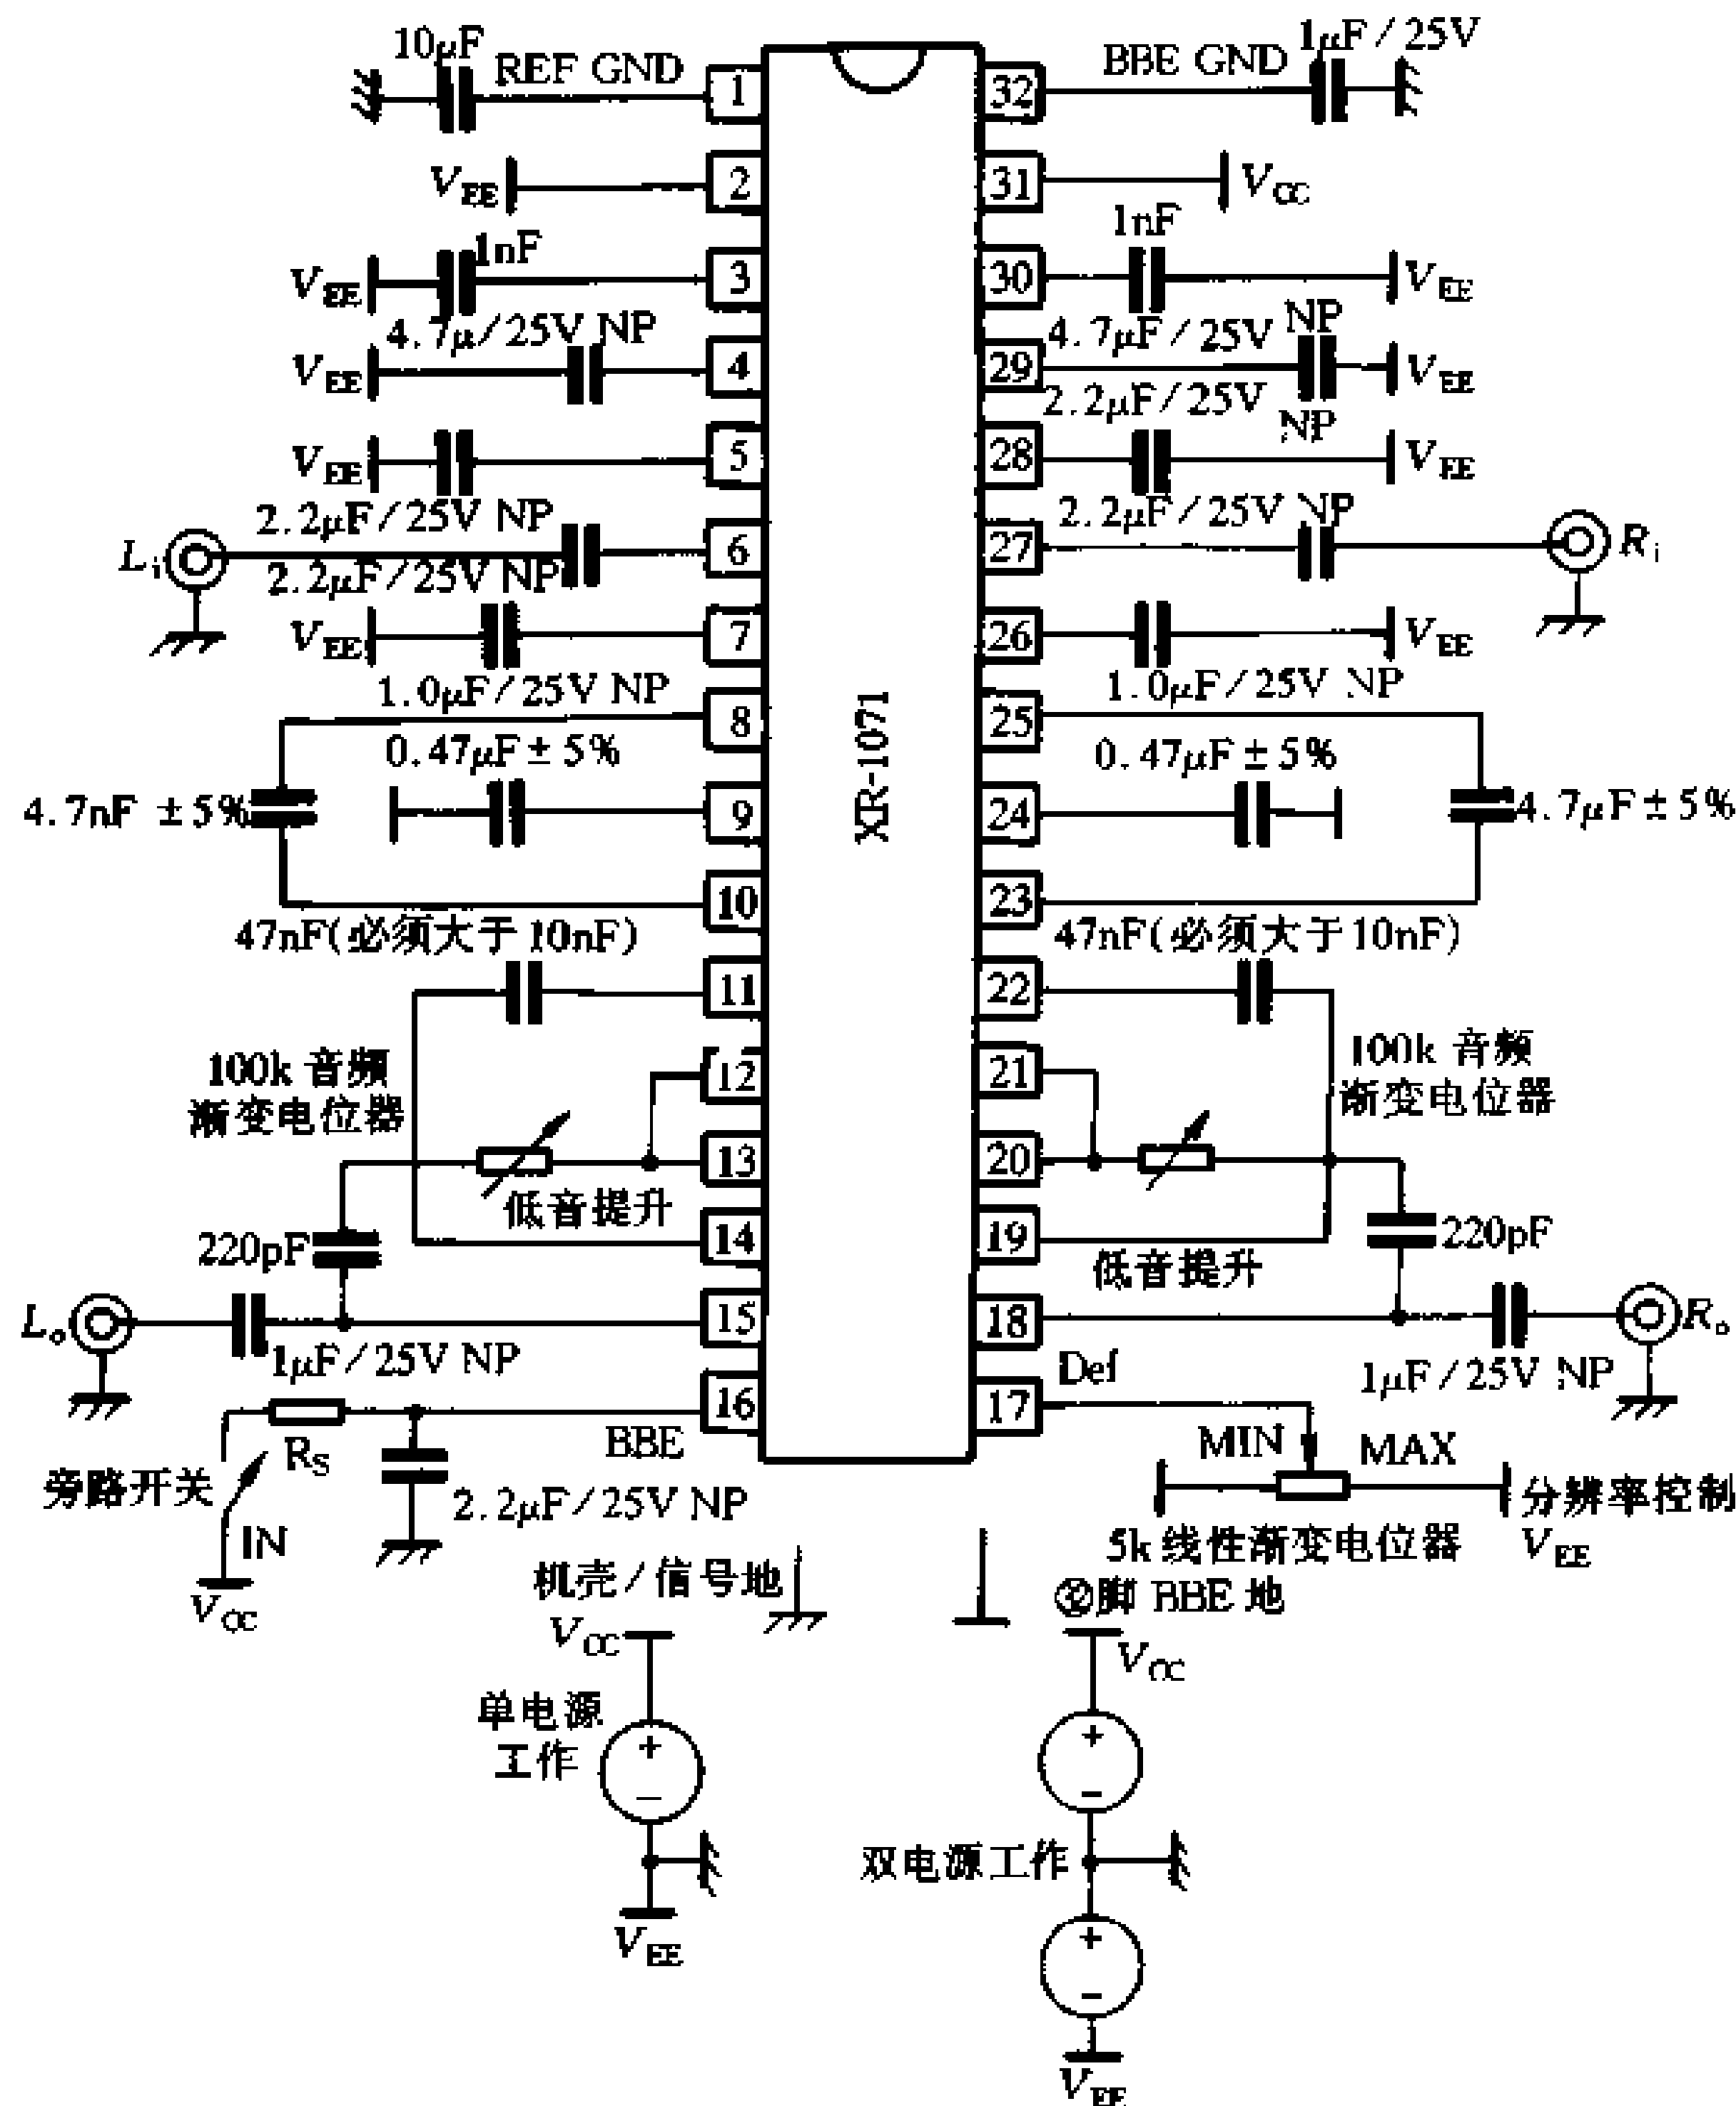 10μF
REF GND
1
32
BBE GND
1μF/25V
VEE
2
31
VCC
VEE
1nF
3
30
1nF
VEE
4.7μ/25V NP
VEE
4
29
4.7μF/25V
NP
VEE
VEE
5
28
2.2μF/25V
NP
VEE
2.2μF/25V NP
Li
6
27
2.2μF/25V NP
Ri
2.2μF/25V NP
VEE
7
26
VEE
1.0μF/25V NP
8
XR-1071
25
1.0μF/25V NP
0.47μF±5%
0.47μF±5%
4.7nF ±5%
9
24
4.7μF±5%
10
23
47nF(必须大于10nF)
47nF(必须大于10nF)
11
22
100k 音频
渐变电位器
12
21
100k 音频
渐变电位器
13
20
低音提升
220pF
14
19
低音提升
220pF
Lo
15
18
Ro
1μF/25V NP
1μF/25V NP
16
17
Def
RS
BBE
MIN
MAX
旁路开关
IN
2.2μF/25V NP
分辨率控制
VEE
5k 线性渐变电位器
VCC
机壳/信号地
脚 BBE 地
VCC
VCC
单电源
工作
+
−
+
−
双电源工作
VEE
+
−
VEE